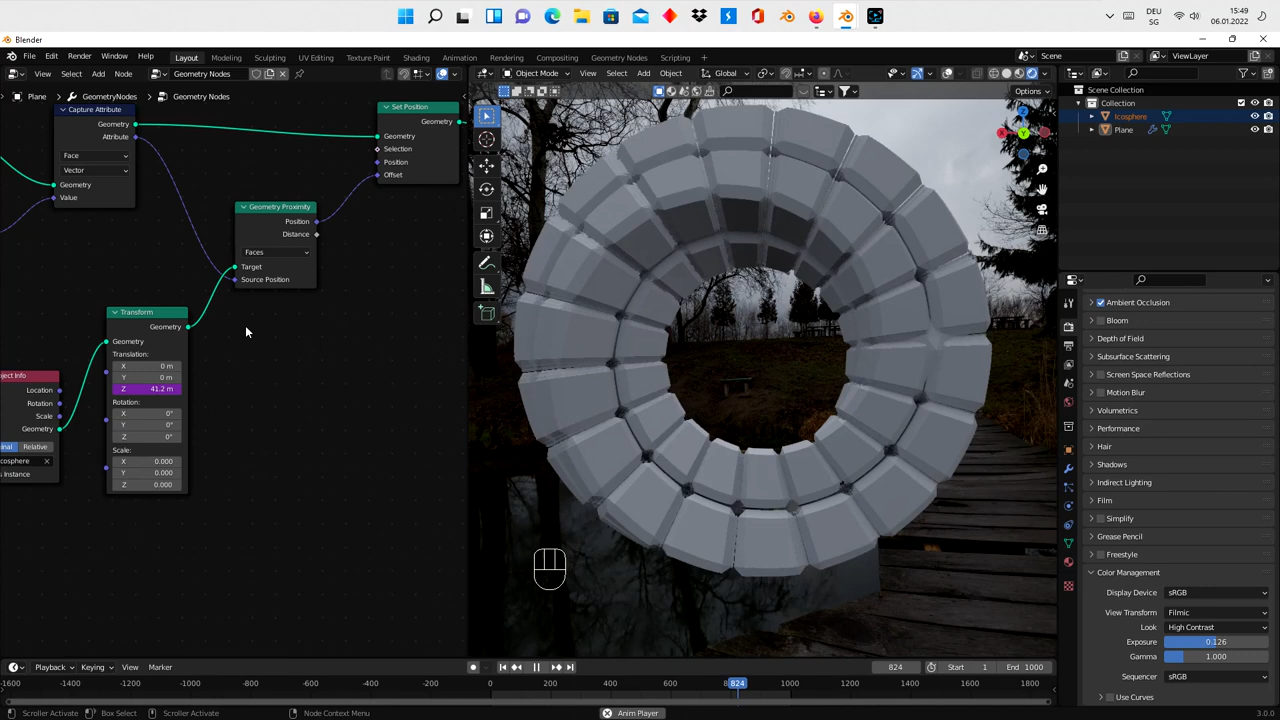 DEU
SG
15:49
06.01.2022
Blender
File Edit Render Window Help
Layout Modeling Sculpting UV Editing Texture Paint Shading Animation Rendering Compositing Geometry Nodes Scripting +
Scene
ViewLayer
View Select Add Node
Geometry Nodes
Object Mode View Select Add Object
Global
Options
Plane > GeometryNodes > Geometry Nodes
Capture Attribute
Geometry
Attribute
Face
Vector
Geometry
Value
Set Position
Geometry
Geometry
Selection
Position
Offset
Geometry Proximity
Position
Distance
Faces
Target
Source Position
Transform
Geometry
Geometry
Translation:
X 0 m
Y 0 m
Z 41.2 m
Rotation:
X 0°
Y 0°
Z 0°
Scale:
X 0.000
Y 0.000
Z 0.000
ject Info
Location
Rotation
Scale
Geometry
inal Relative
cosphere
s Instance
X Y Z
Scene Collection
Collection
Icosphere
Plane
Ambient Occlusion
Bloom
Depth of Field
Subsurface Scattering
Screen Space Reflections
Motion Blur
Volumetrics
Performance
Hair
Shadows
Indirect Lighting
Film
Simplify
Grease Pencil
Freestyle
Color Management
Display Device sRGB
View Transform Filmic
Look High Contrast
Exposure 0.126
Gamma 1.000
Sequencer sRGB
Use Curves
Playback Keying View Marker
824 Start 1 End 1000
-1600 -1400 -1200 -1000 -800 -600 -400 -200 0 200 400 600 824 1000 1200 1400 1600 1800
Scroller Activate Box Select Scroller Activate Node Context Menu Anim Player 3.0.0